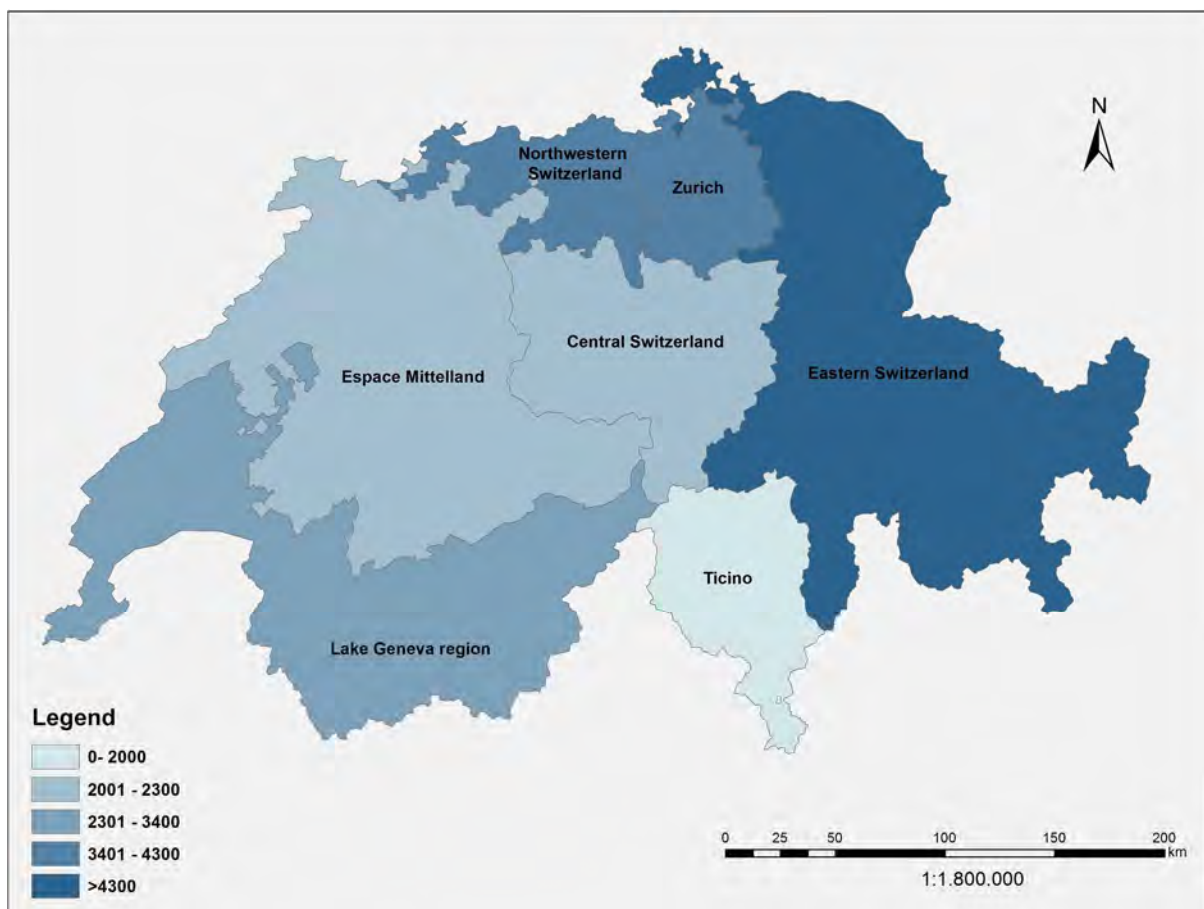 N
Northwestern
Switzerland
Zurich
Central Switzerland
Espace Mittelland
Eastern Switzerland
Ticino
Lake Geneva region
Legend
0- 2000
2001 - 2300
2301 - 3400
3401 - 4300
>4300
0 25 50 100 150 200
km
1:1.800.000